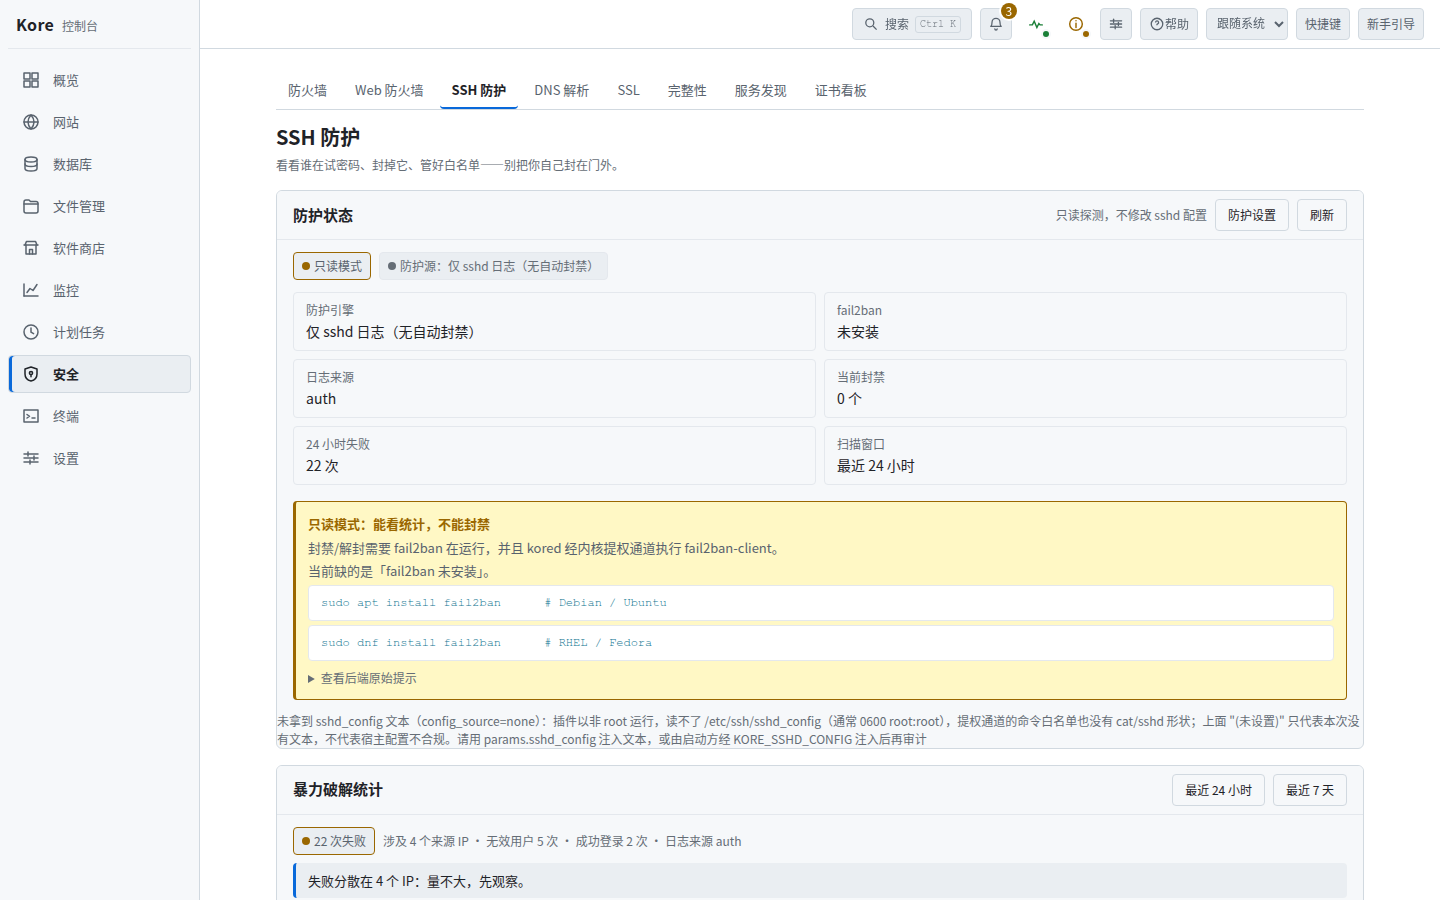 Kore 控制台
搜索 Ctrl K
3
帮助
跟随系统
快捷键
新手引导
概览
网站
数据库
文件管理
软件商店
监控
计划任务
安全
终端
设置
防火墙 Web 防火墙 SSH 防护 DNS 解析 SSL 完整性 服务发现 证书看板
SSH 防护
看看谁在试密码、封掉它、管好白名单——别把你自己封在门外。
防护状态
只读探测，不修改 sshd 配置 防护设置 刷新
只读模式 防护源：仅 sshd 日志（无自动封禁）
防护引擎
仅 sshd 日志（无自动封禁）
fail2ban
未安装
日志来源
auth
当前封禁
0 个
24 小时失败
22 次
扫描窗口
最近 24 小时
只读模式：能看统计，不能封禁
封禁/解封需要 fail2ban 在运行，并且 kored 经内核提权通道执行 fail2ban-client。
当前缺的是「fail2ban 未安装」。
sudo apt install fail2ban # Debian / Ubuntu
sudo dnf install fail2ban # RHEL / Fedora
查看后端原始提示
未拿到 sshd_config 文本（config_source=none）：插件以非 root 运行，读不了 /etc/ssh/sshd_config（通常 0600 root:root），提权通道的命令白名单也没有 cat/sshd 形状；上面 "(未设置)" 只代表本次没
有文本，不代表宿主配置不合规。请用 params.sshd_config 注入文本，或由启动方经 KORE_SSHD_CONFIG 注入后再审计
暴力破解统计
最近 24 小时 最近 7 天
22 次失败 涉及 4 个来源 IP · 无效用户 5 次 · 成功登录 2 次 · 日志来源 auth
失败分散在 4 个 IP：量不大，先观察。